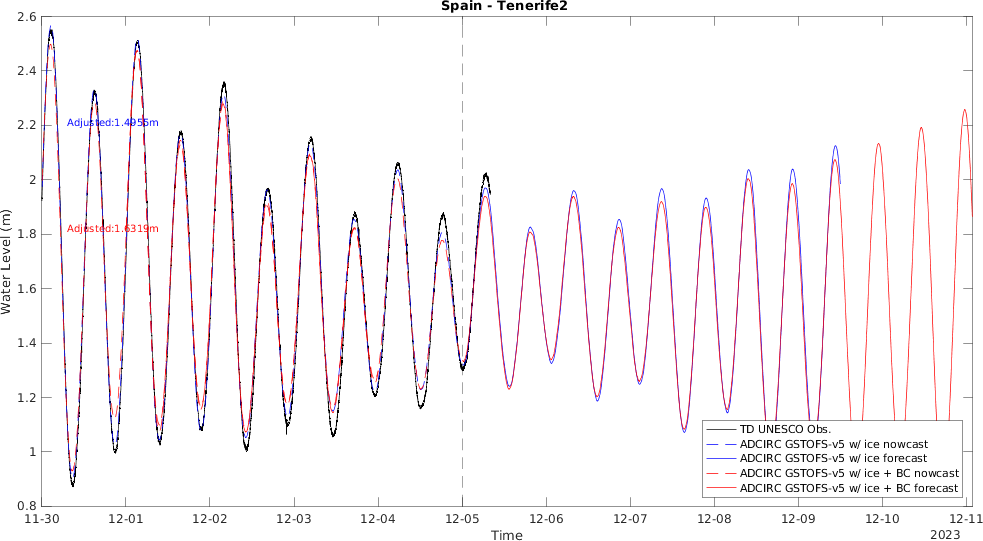 Spain - Tenerife2
Water Level (m)
2.6
2.4
2.2
2
1.8
1.6
1.4
1.2
1
0.8
Adjusted:1.4955m
Adjusted:1.6319m
TD UNESCO Obs.
ADCIRC GSTOFS-v5 w/ ice nowcast
ADCIRC GSTOFS-v5 w/ ice forecast
ADCIRC GSTOFS-v5 w/ ice + BC nowcast
ADCIRC GSTOFS-v5 w/ ice + BC forecast
11-30 12-01 12-02 12-03 12-04 12-05 12-06 12-07 12-08 12-09 12-10 12-11
Time
2023